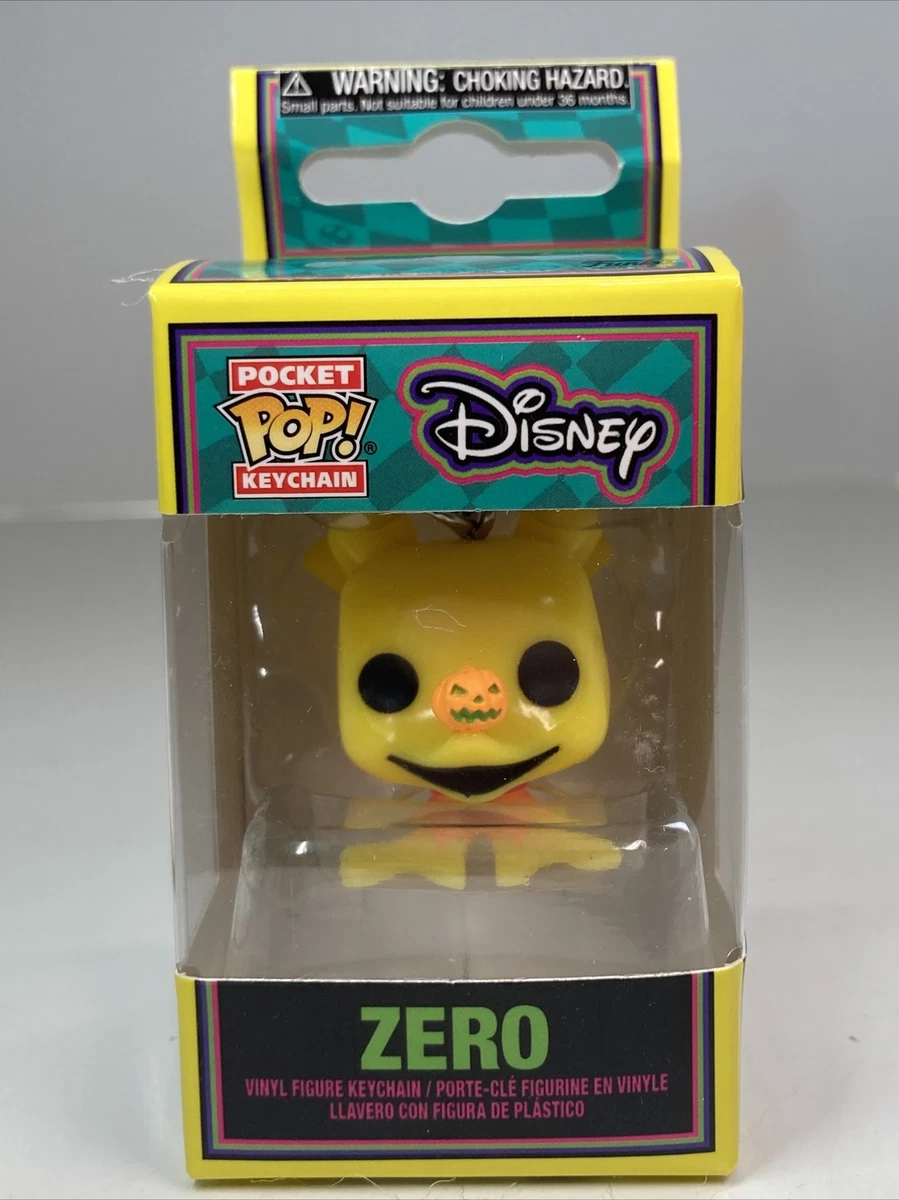 WARNING: CHOKING HAZARD.
Small parts. Not suitable for children under 36 months.
POCKET
POP!®
KEYCHAIN
Disney
ZERO
VINYL FIGURE KEYCHAIN / PORTE-CLÉ FIGURINE EN VINYLE
LLAVERO CON FIGURA DE PLÁSTICO